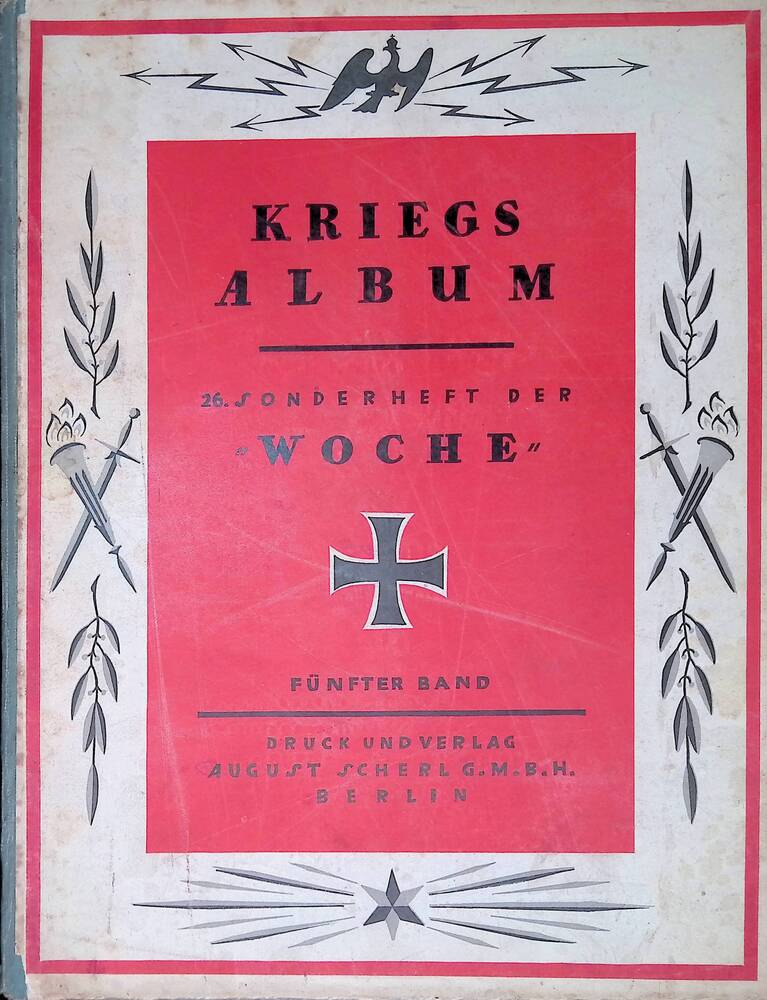 KRIEGS
ALBUM
26. SONDERHEFT DER
"WOCHE"
FÜNFTER BAND
DRUCK UND VERLAG
AUGUST SCHERL G.M.B.H.
BERLIN